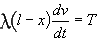 λ(l − x) dv/dt = T